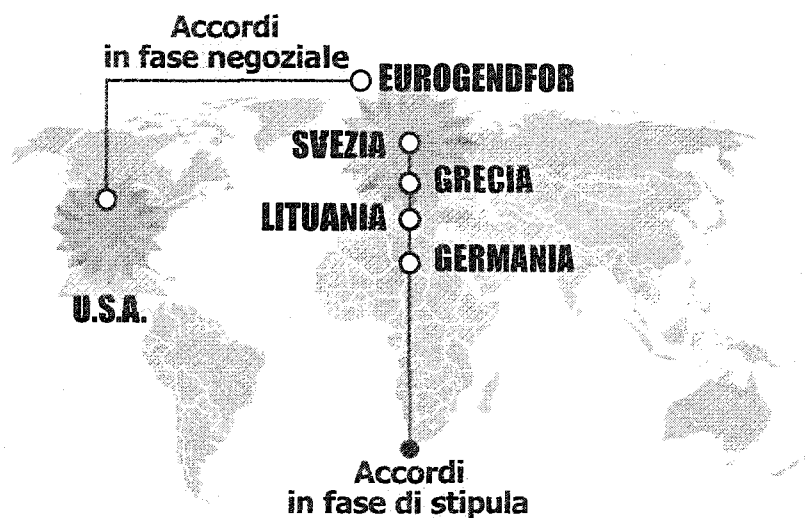 Accordi
in fase negoziale
EUROGENDFOR
SVEZIA
GRECIA
LITUANIA
GERMANIA
U.S.A.
Accordi
in fase di stipula